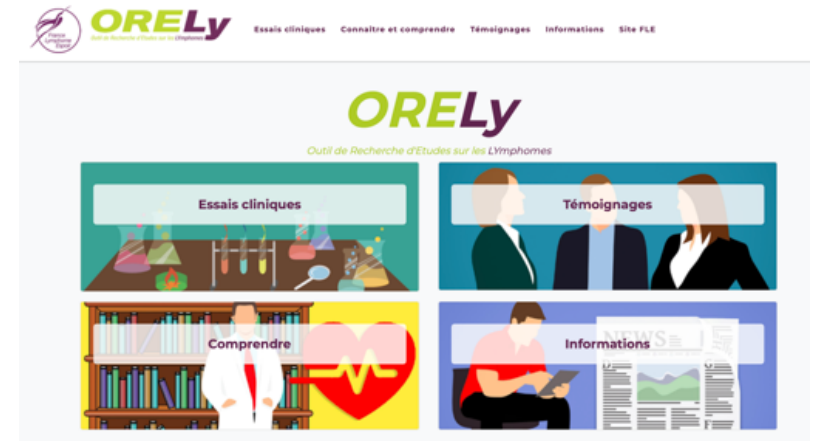 France
Lymphome
Espoir
ORELy
Outil de Recherche d'Etudes sur les LYmphomes
Essais cliniques Connaître et comprendre Témoignages Informations Site FLE
ORELy
Outil de Recherche d'Etudes sur les LYmphomes
Essais cliniques
Témoignages
Comprendre
Informations
NEWS